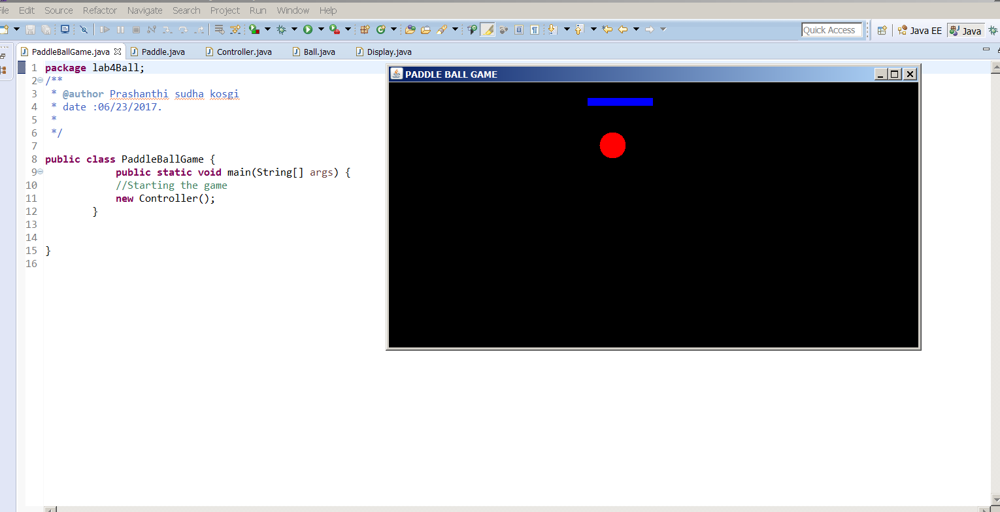 ile Edit Source Refactor Navigate Search Project Run Window Help
Quick Access Java EE Java
PaddleBallGame.java Paddle.java Controller.java Ball.java Display.java
1 package lab4Ball;
2 /**
3 * @author Prashanthi sudha kosgi
4 * date :06/23/2017.
5 *
6 */
7
8 public class PaddleBallGame {
9 public static void main(String[] args) {
10 //Starting the game
11 new Controller();
12 }
13
14
15 }
16
PADDLE BALL GAME